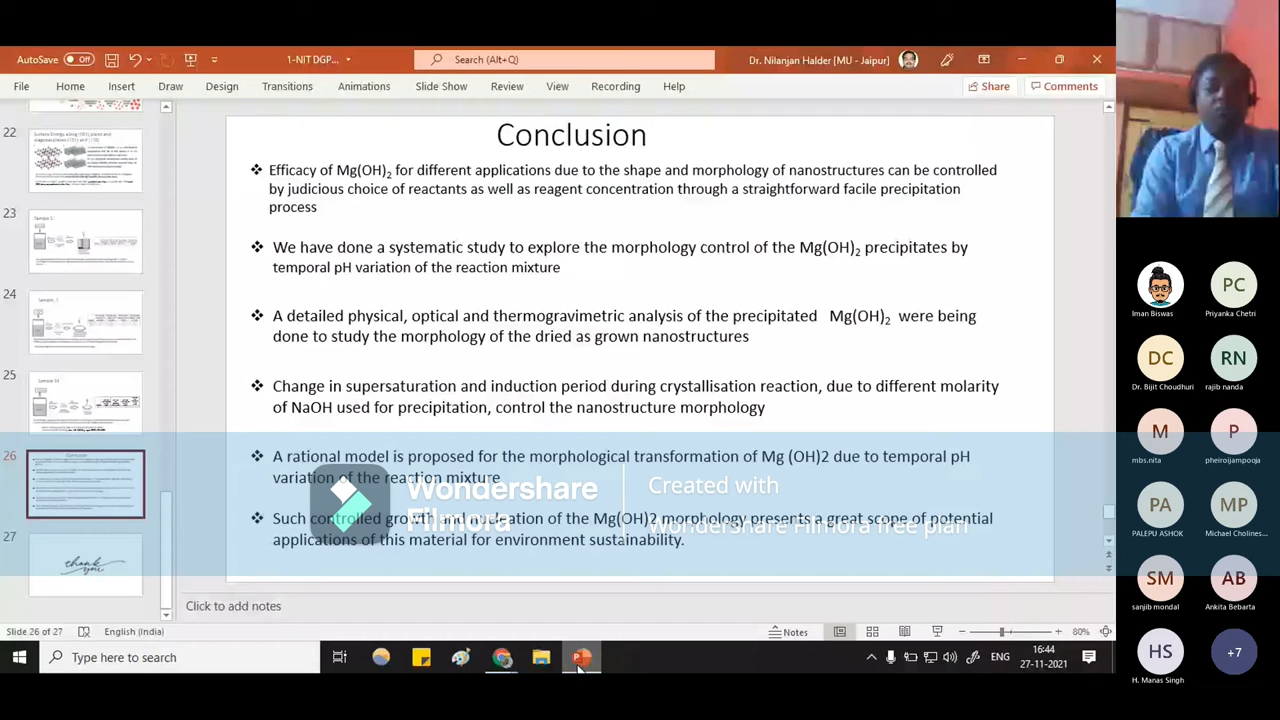 AutoSave
Off
1-NIT DGP...
Search (Alt+Q)
Dr. Nilanjan Halder [MU - Jaipur]
File
Home
Insert
Draw
Design
Transitions
Animations
Slide Show
Review
View
Recording
Help
Share
Comments
22
23
Sample 1
24
25
26
Conclusion
27
thank you
Conclusion
❖ Efficacy of Mg(OH)2 for different applications due to the shape and morphology of nanostructures can be controlled
by judicious choice of reactants as well as reagent concentration through a straightforward facile precipitation
process
❖ We have done a systematic study to explore the morphology control of the Mg(OH)2 precipitates by
temporal pH variation of the reaction mixture
❖ A detailed physical, optical and thermogravimetric analysis of the precipitated Mg(OH)2 were being
done to study the morphology of the dried as grown nanostructures
❖ Change in supersaturation and induction period during crystallisation reaction, due to different molarity
of NaOH used for precipitation, control the nanostructure morphology
❖ A rational model is proposed for the morphological transformation of Mg (OH)2 due to temporal pH
variation of the reaction mixture
❖ Such controlled growth and of the Mg(OH)2 morphology presents a great scope of potential
applications of this material for environment sustainability.
Wondershare
Filmora
Created with
Wondershare Filmora free plan
Click to add notes
Slide 26 of 27
English (India)
Notes
80%
Type here to search
ENG
16:44
27-11-2021
Iman Biswas
PC
Priyanka Chetri
DC
Dr. Bijit Choudhuri
RN
rajib nanda
M
mbs.nita
P
pheiroijampooja
PA
PALEPU ASHOK
MP
Michael Cholines...
SM
sanjib mondal
AB
Ankita Bebarta
HS
H. Manas Singh
+7